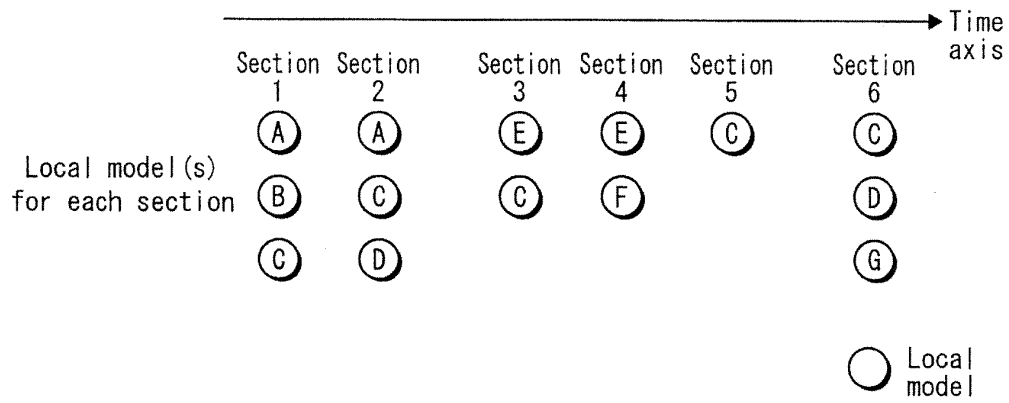 Time
axis
Section Section Section Section Section Section
1 2 3 4 5 6
A A E E C C
Local model(s)
for each section
B C C F D
C D G
Local
model